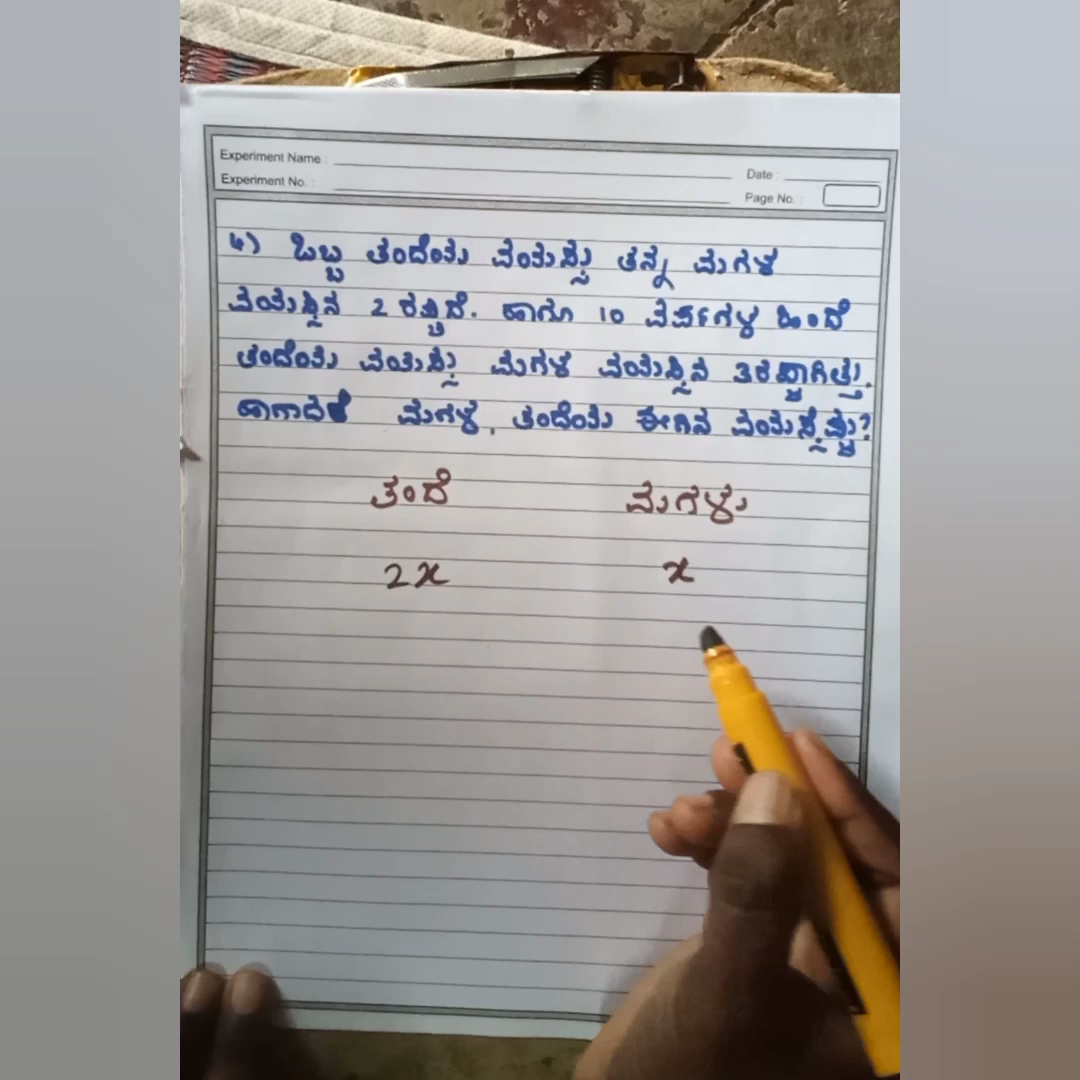 Experiment Name :
Date :
Experiment No. :
Page No. :
4) ಒಬ್ಬ ತಂದೆಯ ವಯಸ್ಸು ತನ್ನ ಮಗಳ
ವಯಸ್ಸಿನ 2 ರಷ್ಟಿದೆ. ಹಾಗೂ 10 ವರ್ಷಗಳ ಹಿಂದೆ
ತಂದೆಯ ವಯಸ್ಸು ಮಗಳ ವಯಸ್ಸಿನ 3ರಷ್ಟಾಗಿತ್ತು.
ಹಾಗಾದರೆ ಮಗಳ, ತಂದೆಯ ಈಗಿನ ವಯಸ್ಸೆಷ್ಟು?
ತಂದೆ ಮಗಳು
2x x